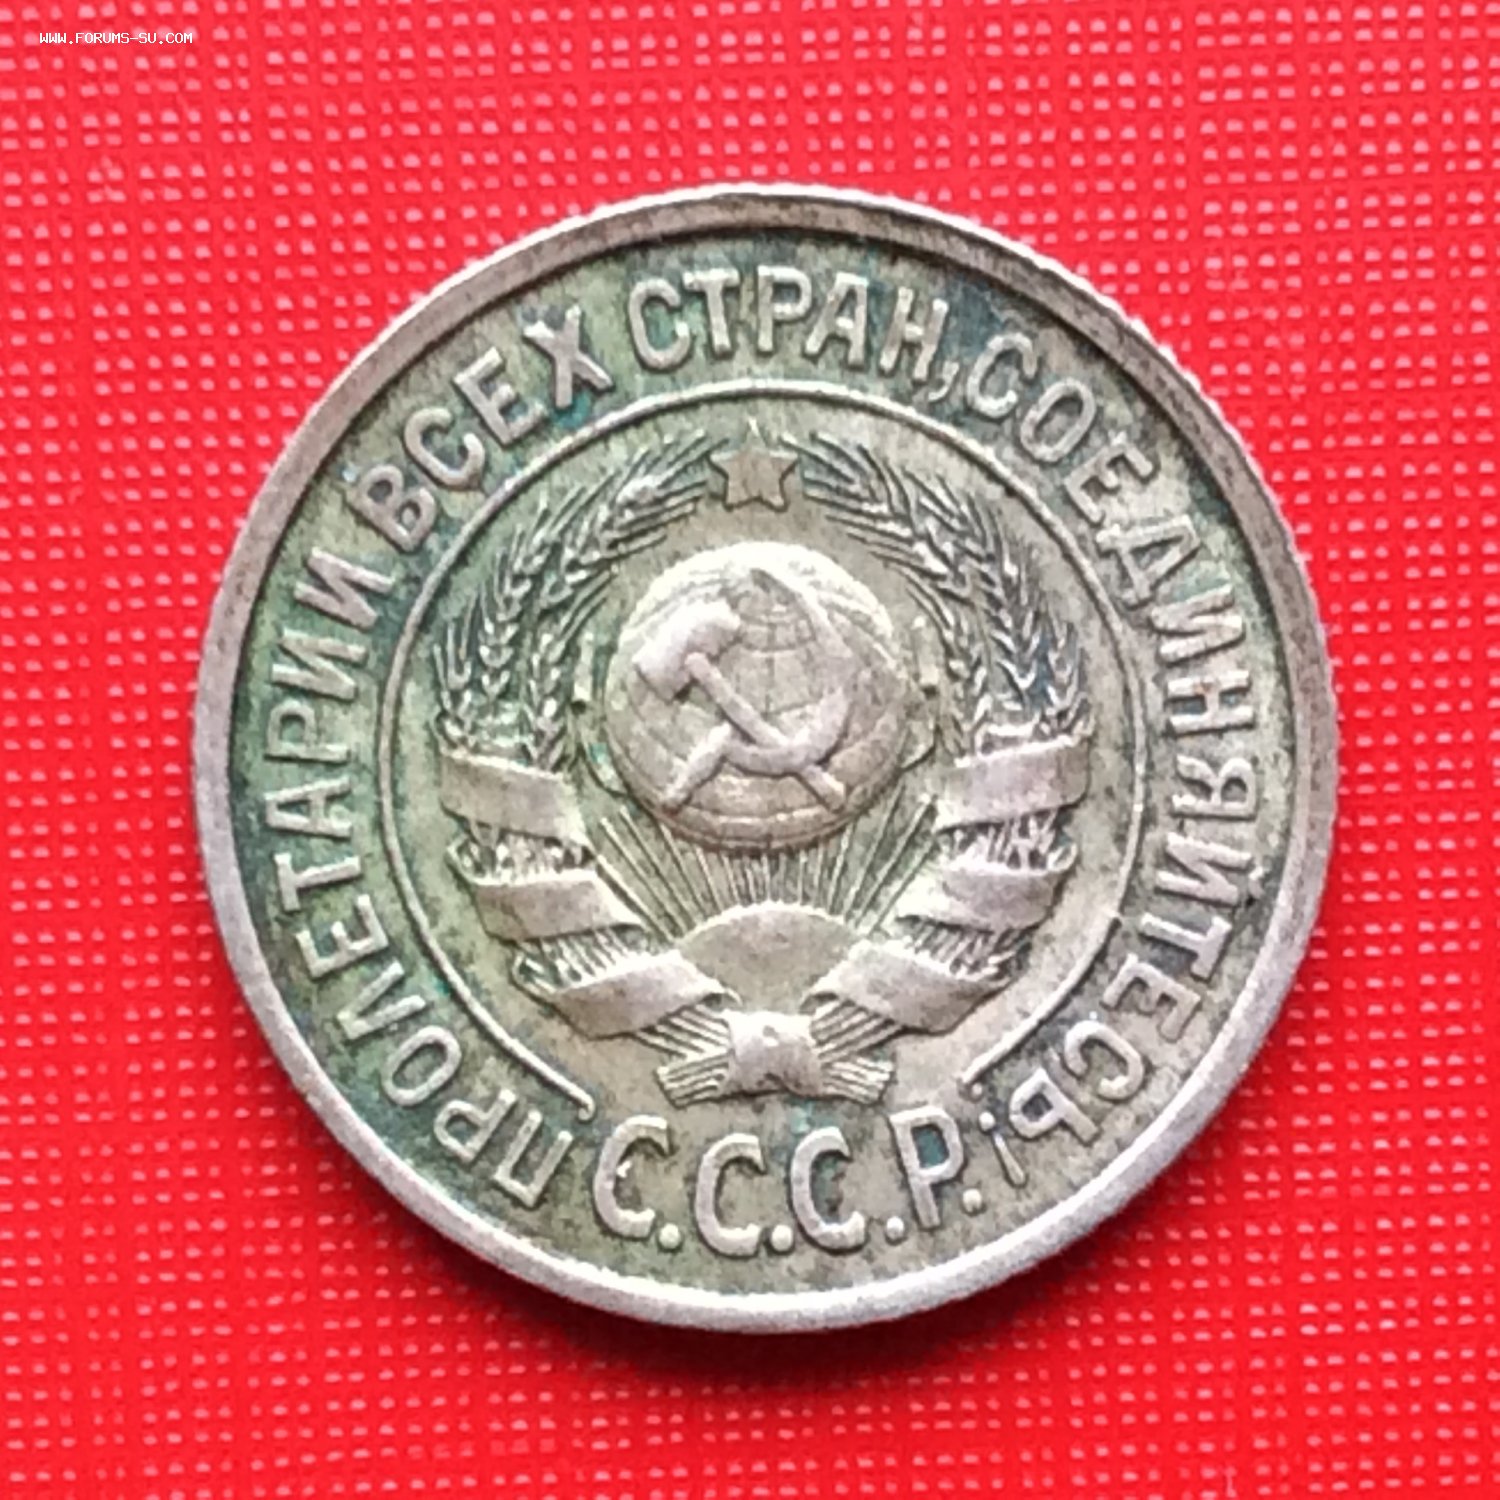 WWW.FORUMS-SU.COM
ПРОЛЕТАРИИ ВСЕХ СТРАН, СОЕДИНЯЙТЕСЬ!
С.С.С.Р.